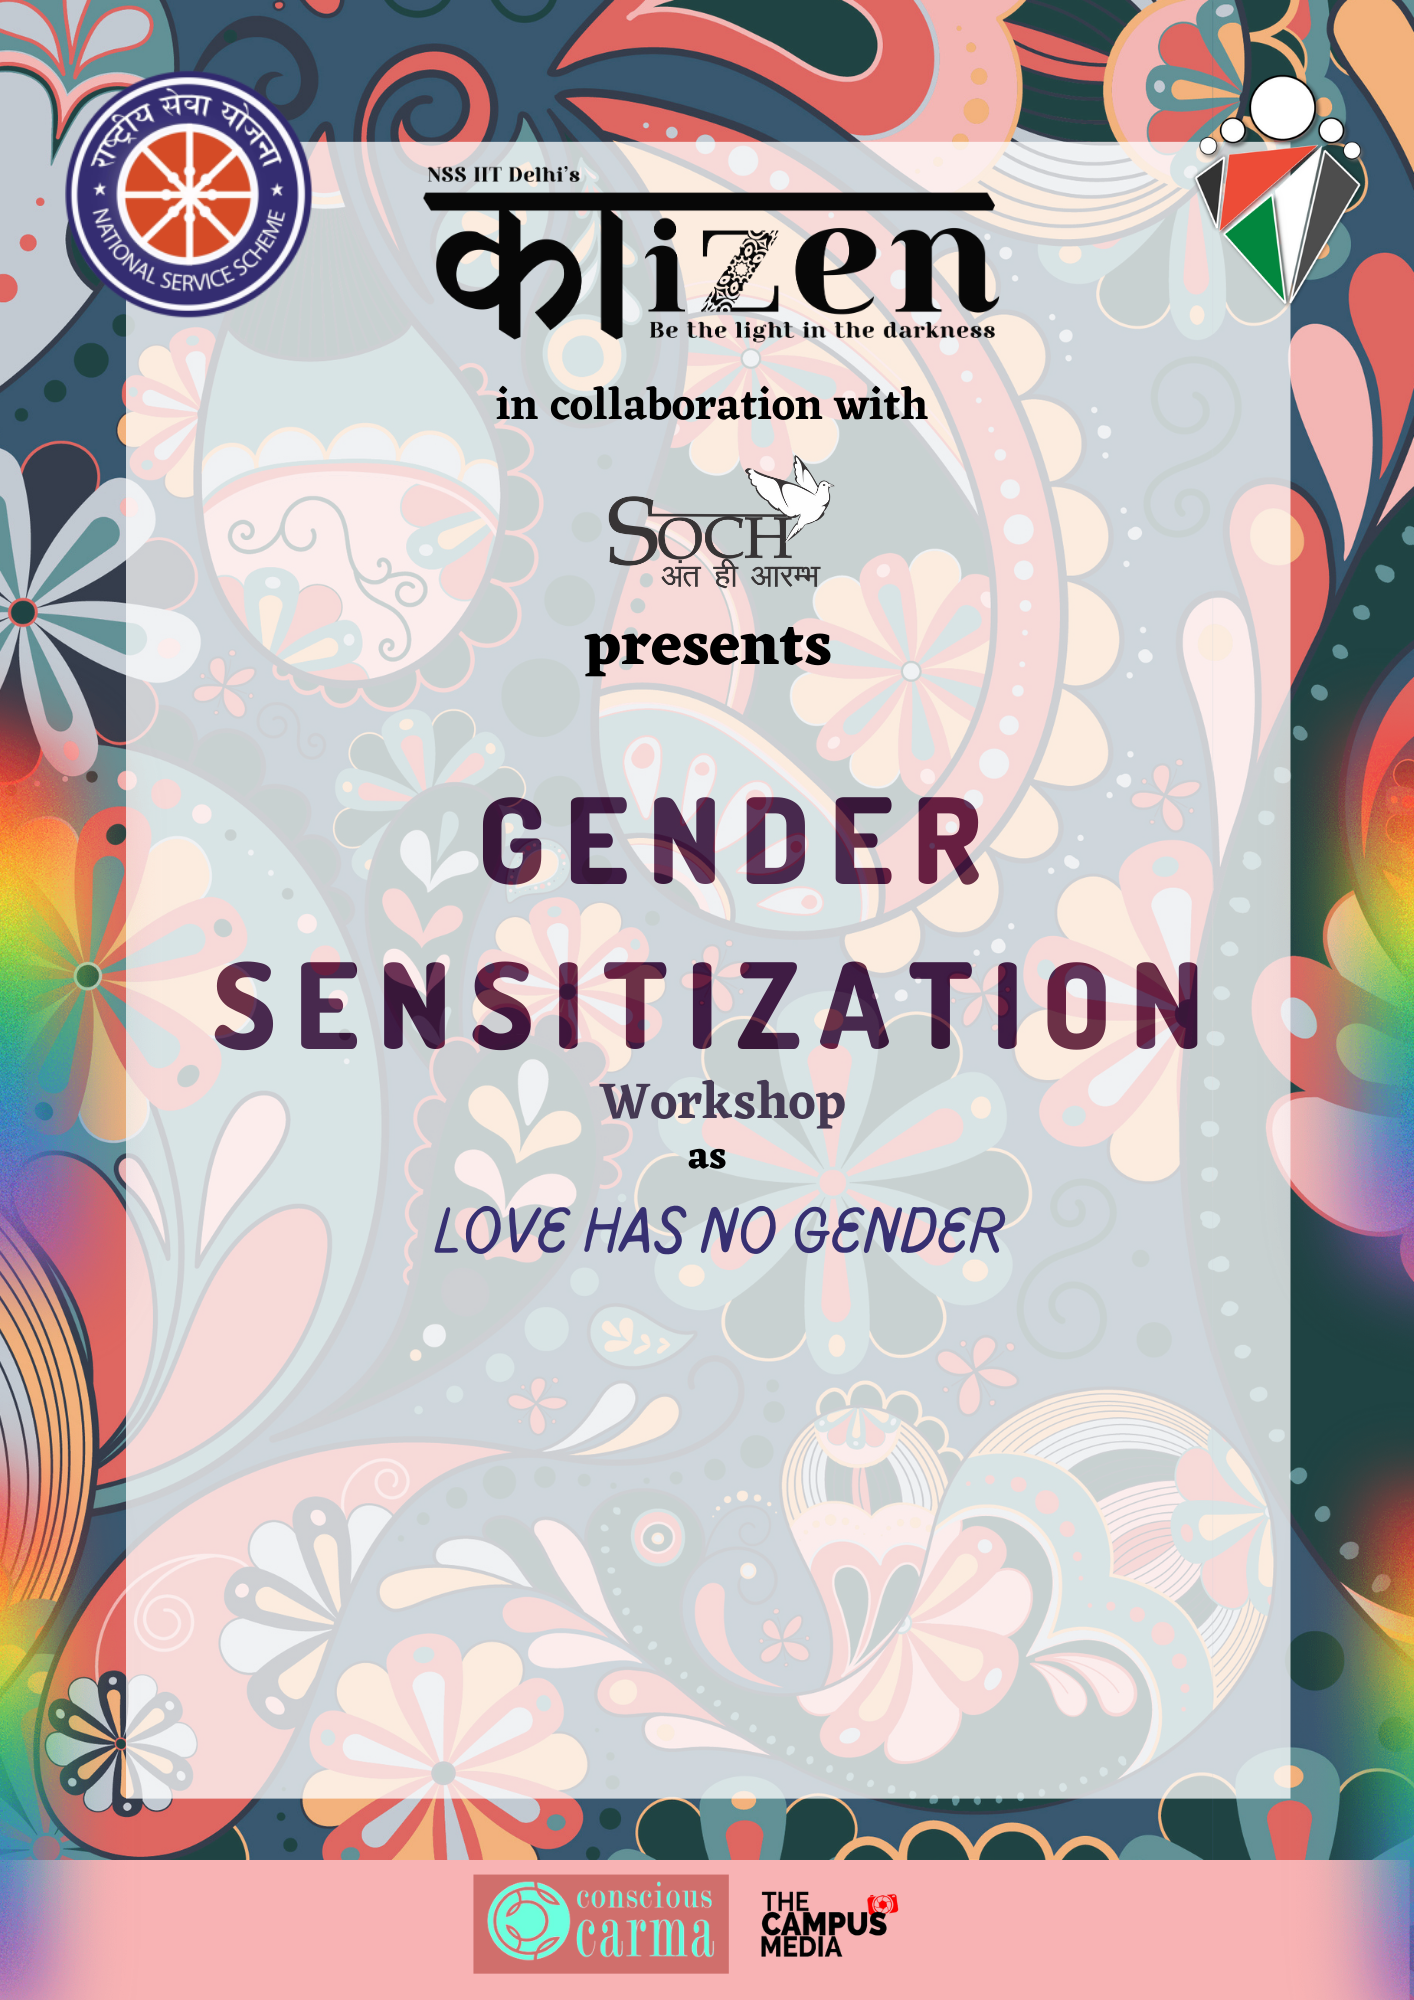 राष्ट्रीय सेवा योजना
NATIONAL SERVICE SCHEME
NSS IIT Delhi's
काizen
Be the light in the darkness
in collaboration with
SOCH
अंत ही आरम्भ
presents
GENDER
SENSITIZATION
Workshop
as
LOVE HAS NO GENDER
conscious
carma
THE
CAMPUS
MEDIA